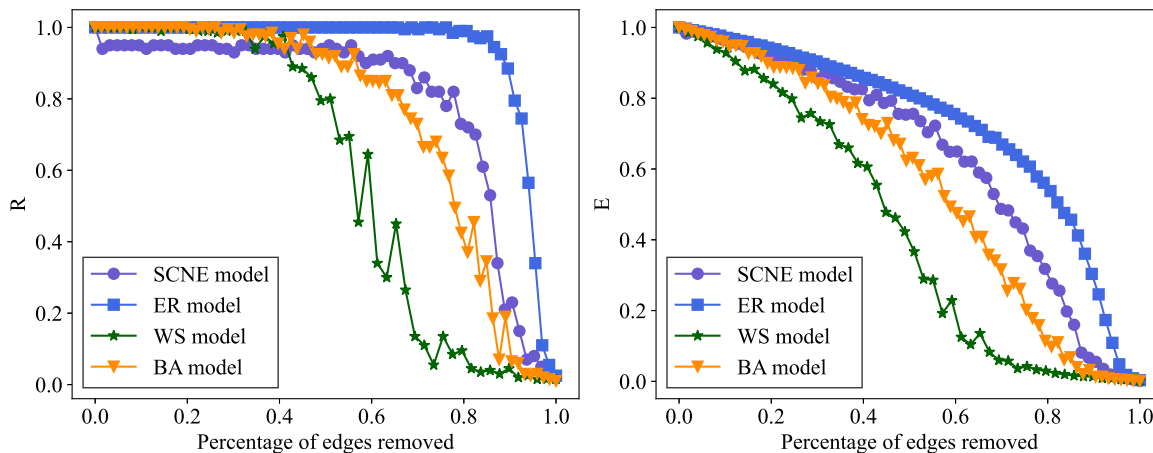 R
1.0
0.8
0.6
0.4
0.2
0.0
SCNE model
ER model
WS model
BA model
0.0 0.2 0.4 0.6 0.8 1.0
Percentage of edges removed
E
1.0
0.8
0.6
0.4
0.2
0.0
SCNE model
ER model
WS model
BA model
0.0 0.2 0.4 0.6 0.8 1.0
Percentage of edges removed